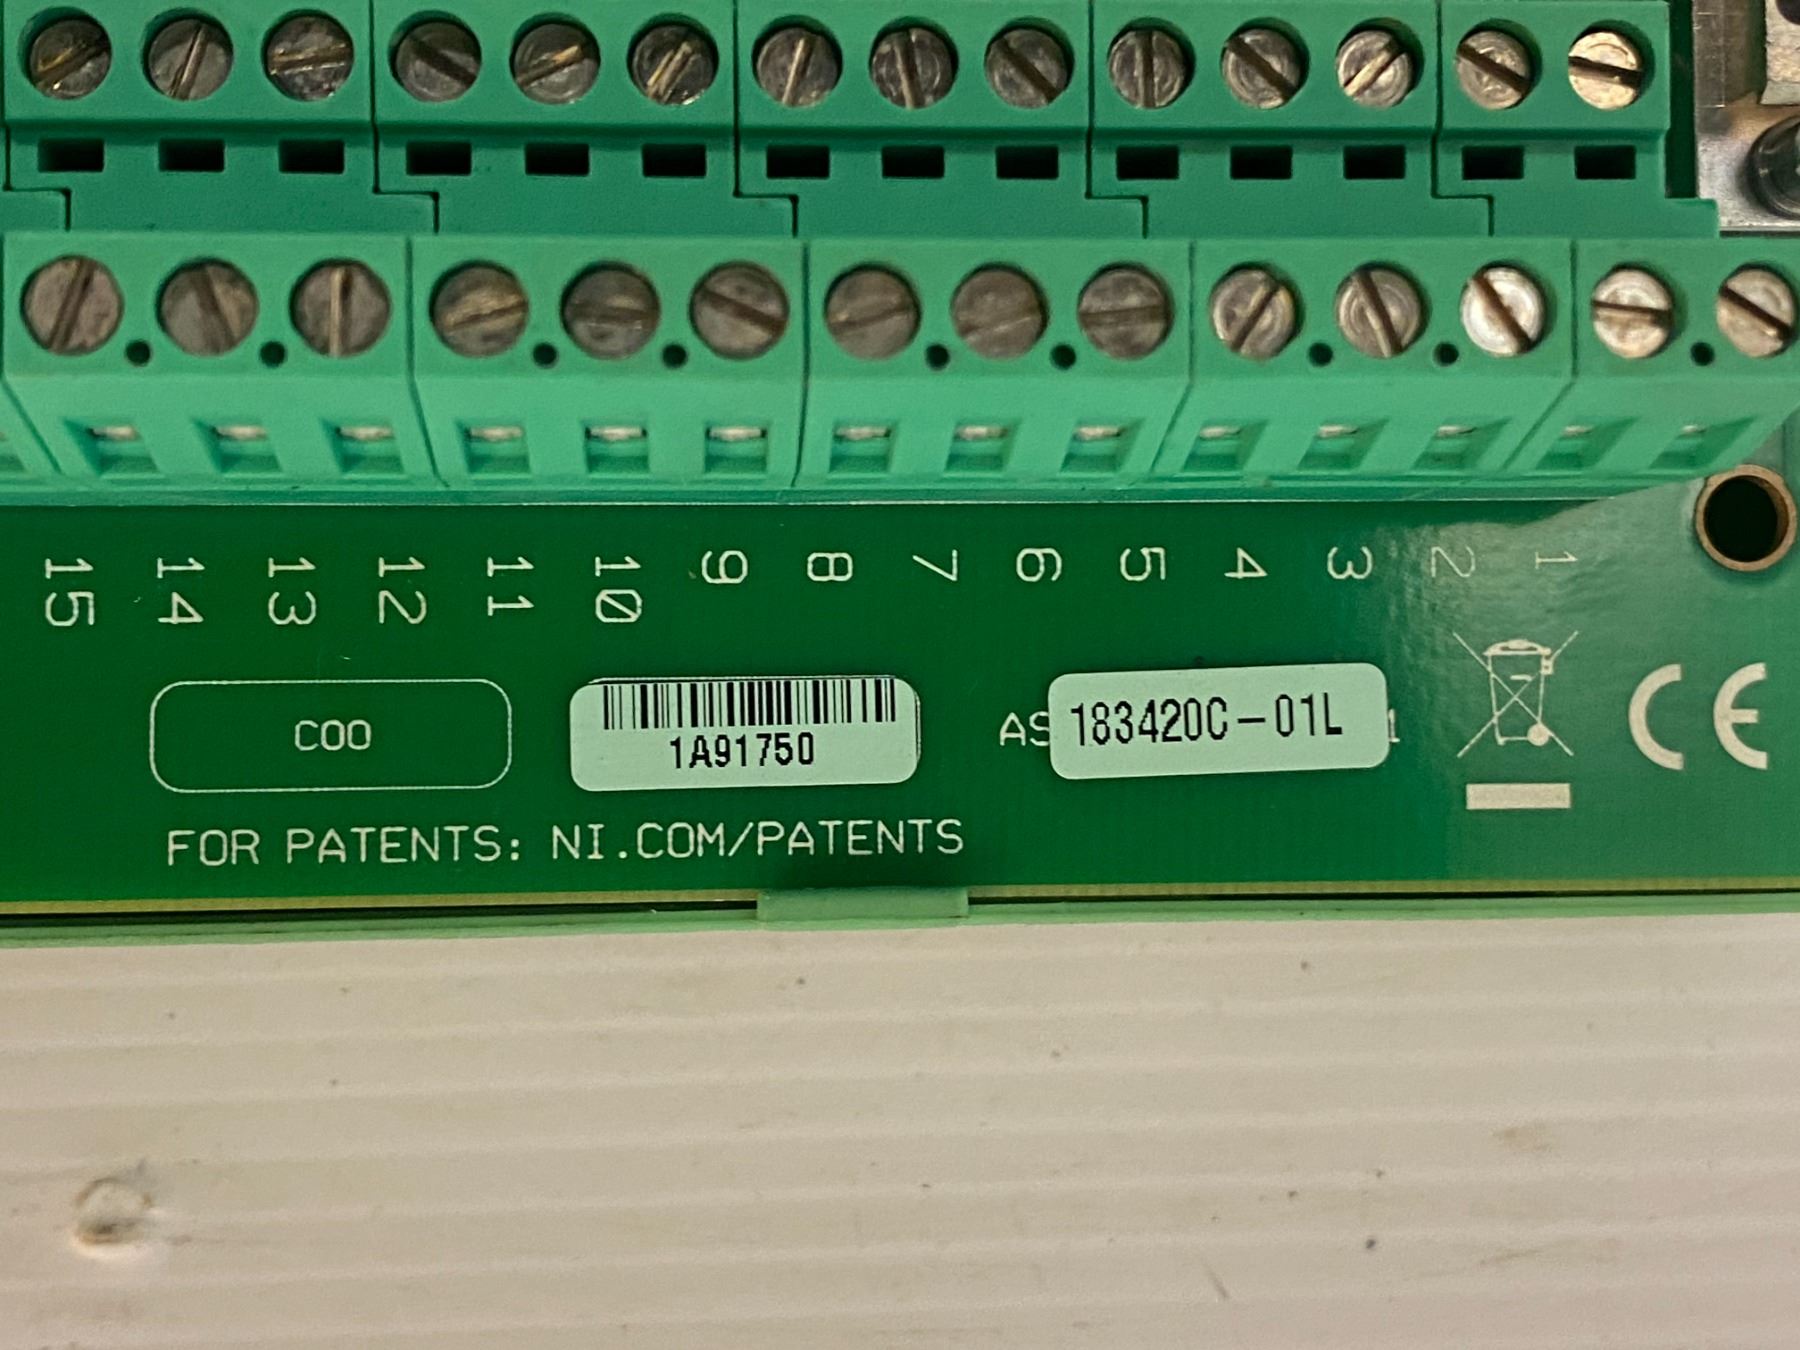 15 14 13 12 11 10 9 8 7 6 5 4 3 2 1
COO
1A91750
AS 183420C-01L 1
CE
FOR PATENTS: NI.COM/PATENTS